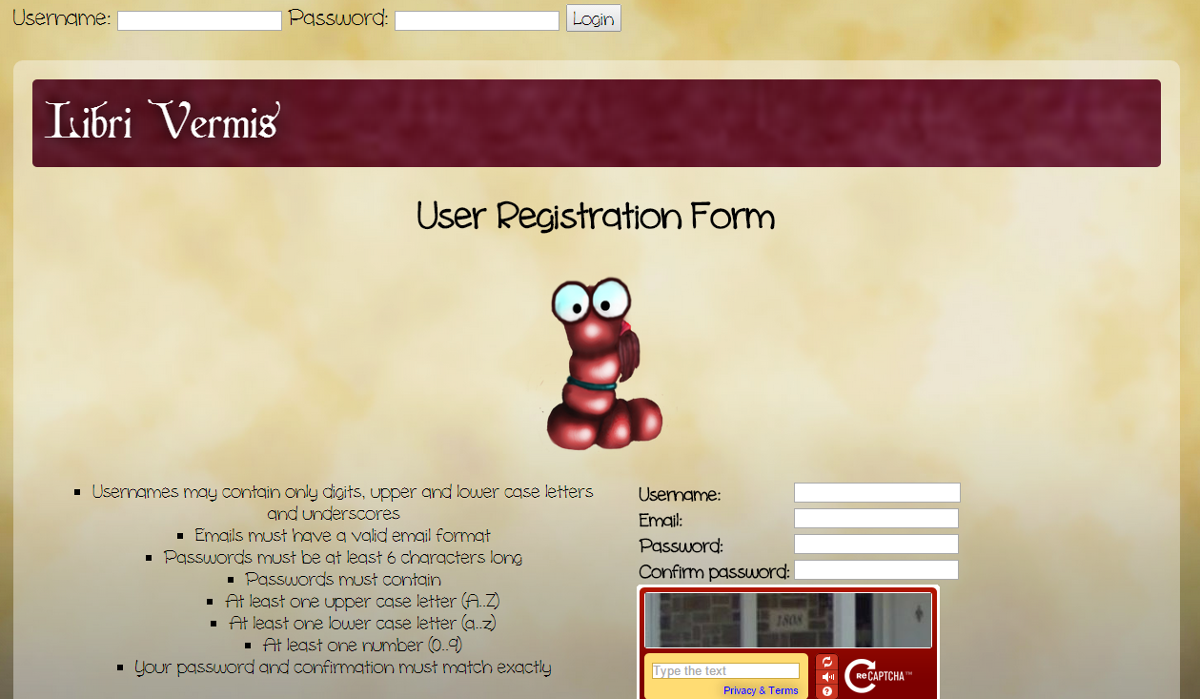 Username: Password: Login
Libri Vermis
User Registration Form
Usernames may contain only digits, upper and lower case letters
and underscores
Emails must have a valid email format
Passwords must be at least 6 characters long
Passwords must contain
At least one upper case letter (A..Z)
At least one lower case letter (a..z)
At least one number (0..9)
Your password and confirmation must match exactly
Username:
Email:
Password:
Confirm password:
1808
Type the text
Privacy & Terms
reCAPTCHA™